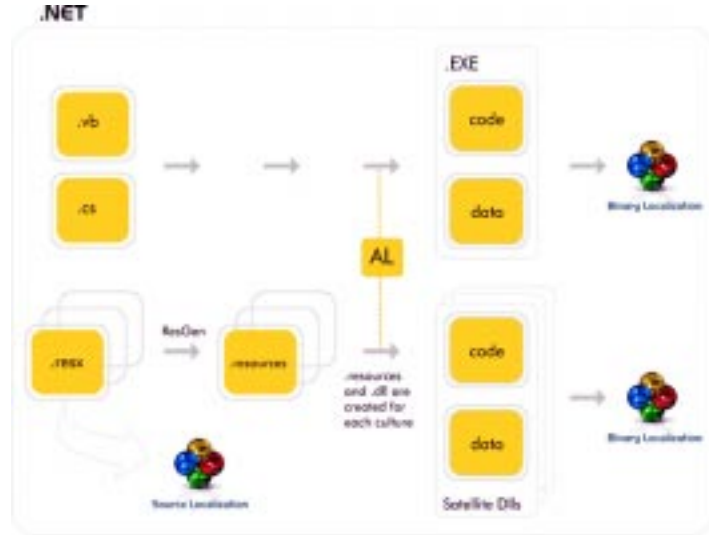 .NET
.EXE
.vb
code
.cs
data
Binary Localization
AL
ResGen
.resx
.resources
.resources
and .dll are
created for
each culture
code
data
Binary Localization
Source Localization
Satellite Dlls